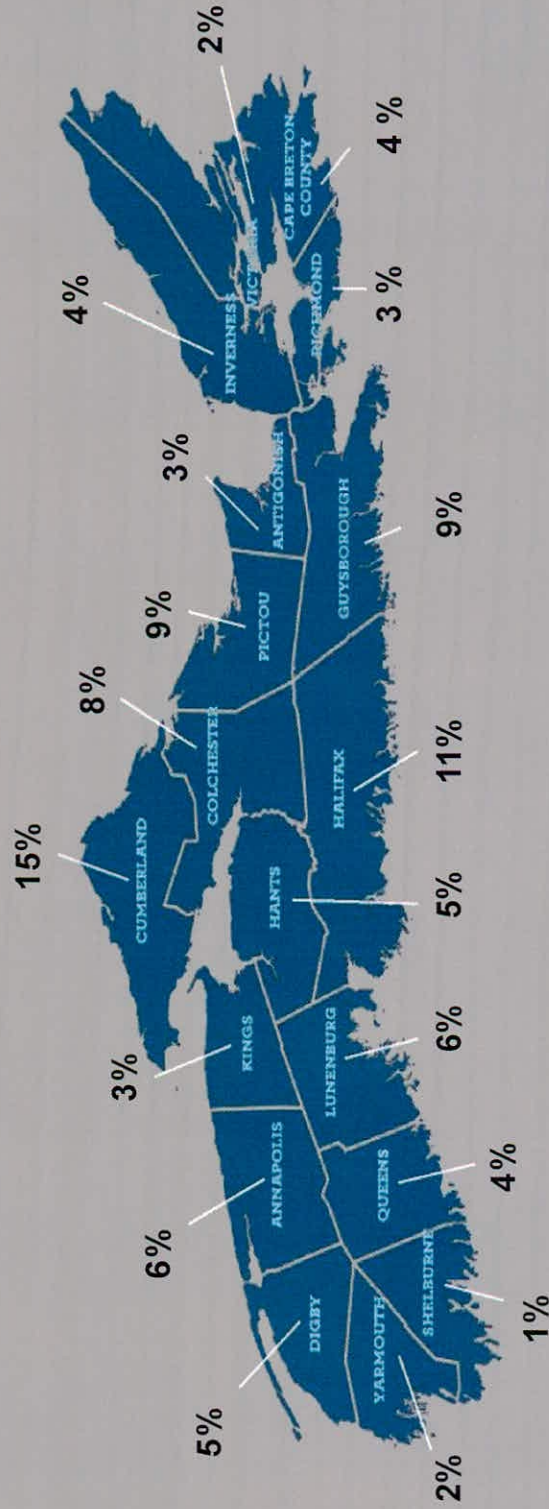 15%
CUMBERLAND
8%
COLCHESTER
9%
PICTOU
3%
ANTIGONISH
4%
INVERNESS
2%
VICTORIA
CAPE BRETON
COUNTY
4 %
RICHMOND
3 %
GUYSBOROUGH
9%
HALIFAX
11%
HANTS
5%
3%
KINGS
LUNENBURG
6%
6%
ANNAPOLIS
QUEENS
4%
5%
DIGBY
SHELBURNE
1%
YARMOUTH
2%